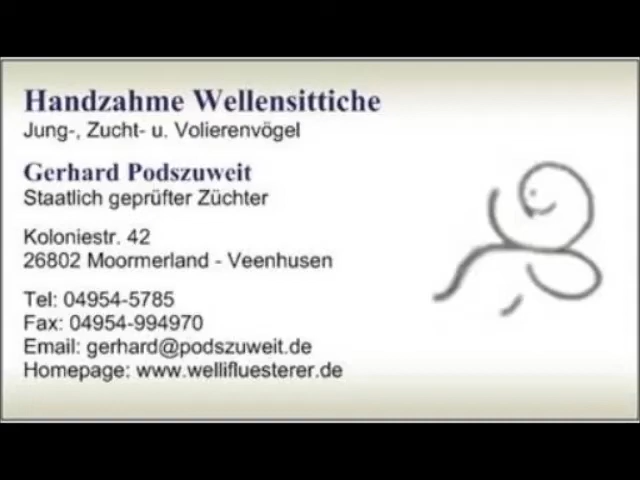 Handzahme Wellensittiche
Jung-, Zucht- u. Volierenvögel
Gerhard Podszuweit
Staatlich geprüfter Züchter
Koloniestr. 42
26802 Moormerland - Veenhusen
Tel: 04954-5785
Fax: 04954-994970
Email: gerhard@podszuweit.de
Homepage: www.wellifluesterer.de